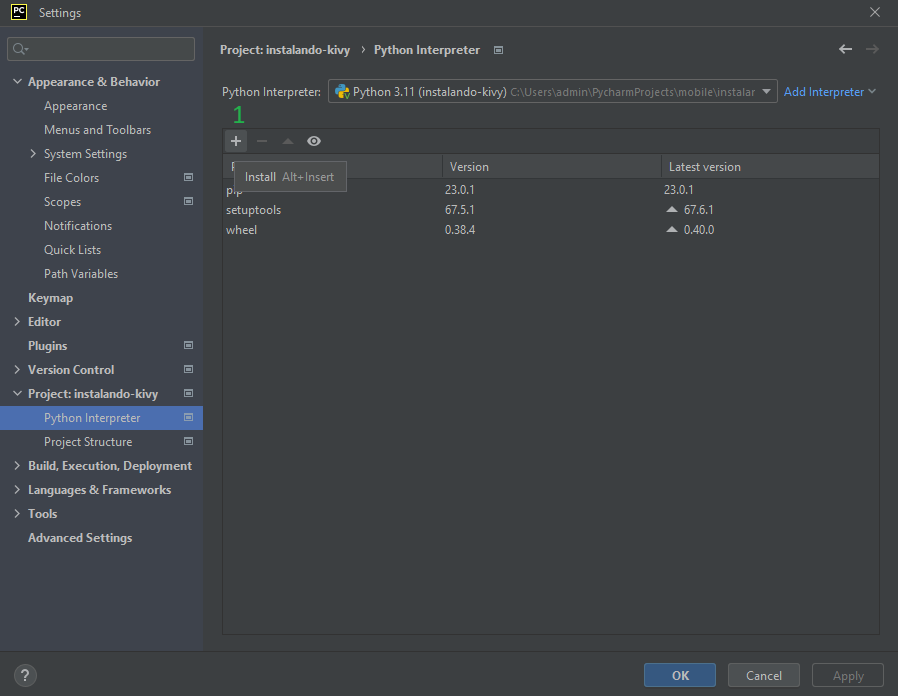 PC Settings
Project: instalando-kivy › Python Interpreter
Python Interpreter: Python 3.11 (instalando-kivy) C:\Users\admin\PycharmProjects\mobile\instalar Add Interpreter
1
Install Alt+Insert
Version Latest version
pip 23.0.1 23.0.1
setuptools 67.5.1 67.6.1
wheel 0.38.4 0.40.0
Appearance & Behavior
Appearance
Menus and Toolbars
System Settings
File Colors
Scopes
Notifications
Quick Lists
Path Variables
Keymap
Editor
Plugins
Version Control
Project: instalando-kivy
Python Interpreter
Project Structure
Build, Execution, Deployment
Languages & Frameworks
Tools
Advanced Settings
?
OK Cancel Apply